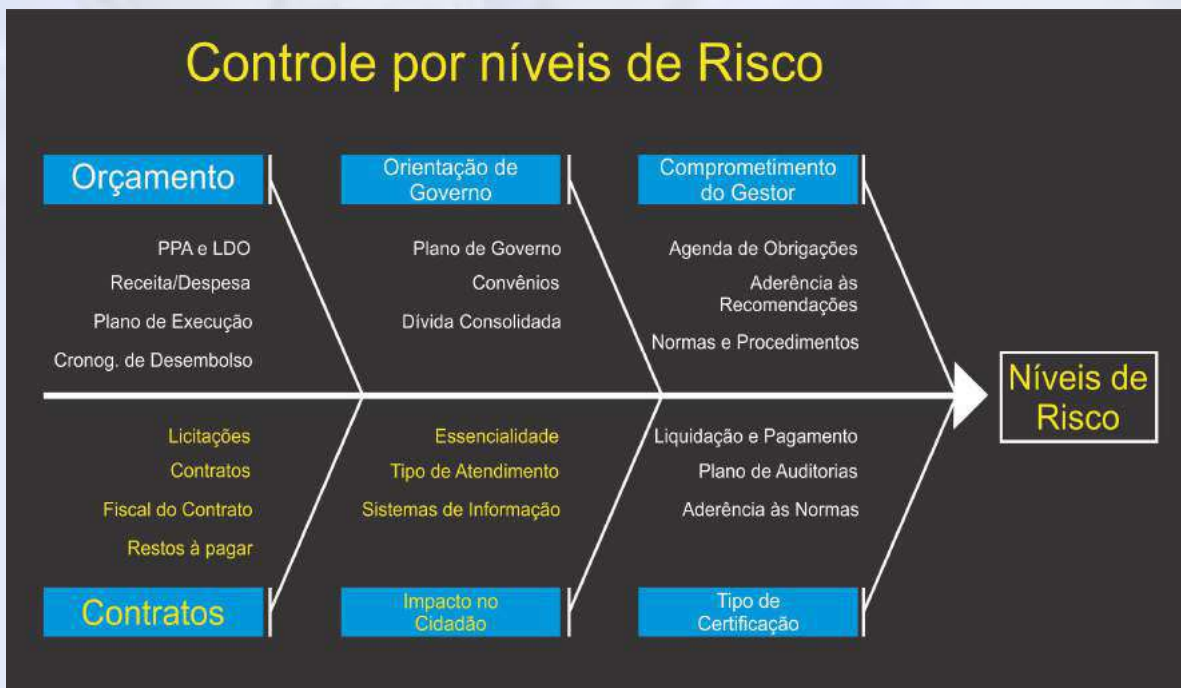 Controle por níveis de Risco
Orçamento
PPA e LDO
Receita/Despesa
Plano de Execução
Cronog. de Desembolso
Orientação de
Governo
Plano de Governo
Convênios
Dívida Consolidada
Comprometimento
do Gestor
Agenda de Obrigações
Aderência às
Recomendações
Normas e Procedimentos
Níveis de
Risco
Licitações
Contratos
Fiscal do Contrato
Restos à pagar
Contratos
Essencialidade
Tipo de Atendimento
Sistemas de Informação
Impacto no
Cidadão
Liquidação e Pagamento
Plano de Auditorias
Aderência às Normas
Tipo de
Certificação